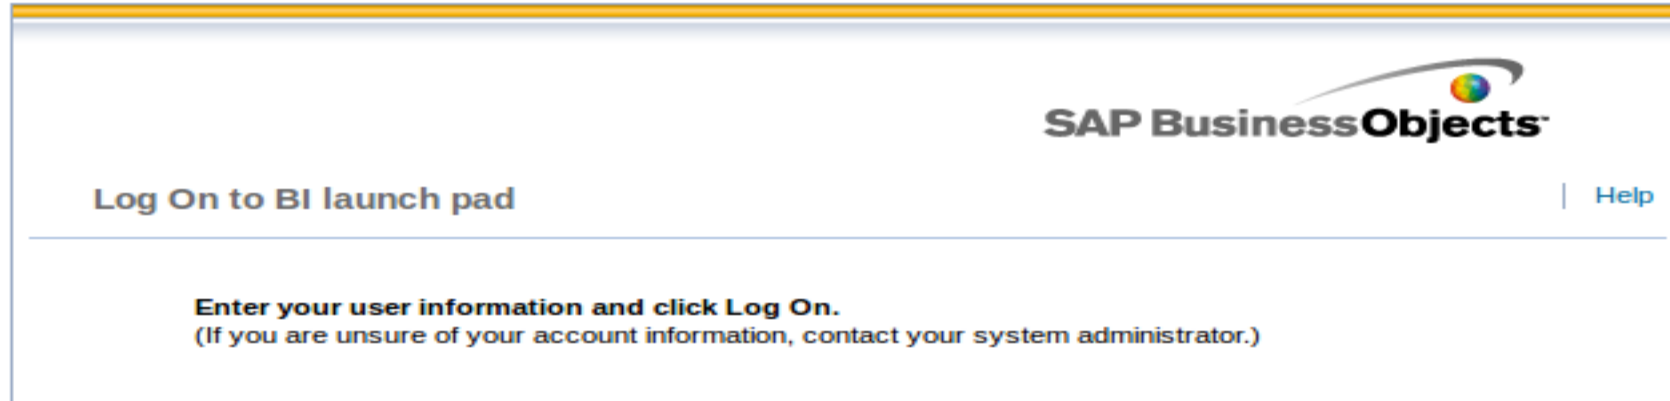 SAP BusinessObjects™
Log On to BI launch pad
Help
Enter your user information and click Log On.
(If you are unsure of your account information, contact your system administrator.)